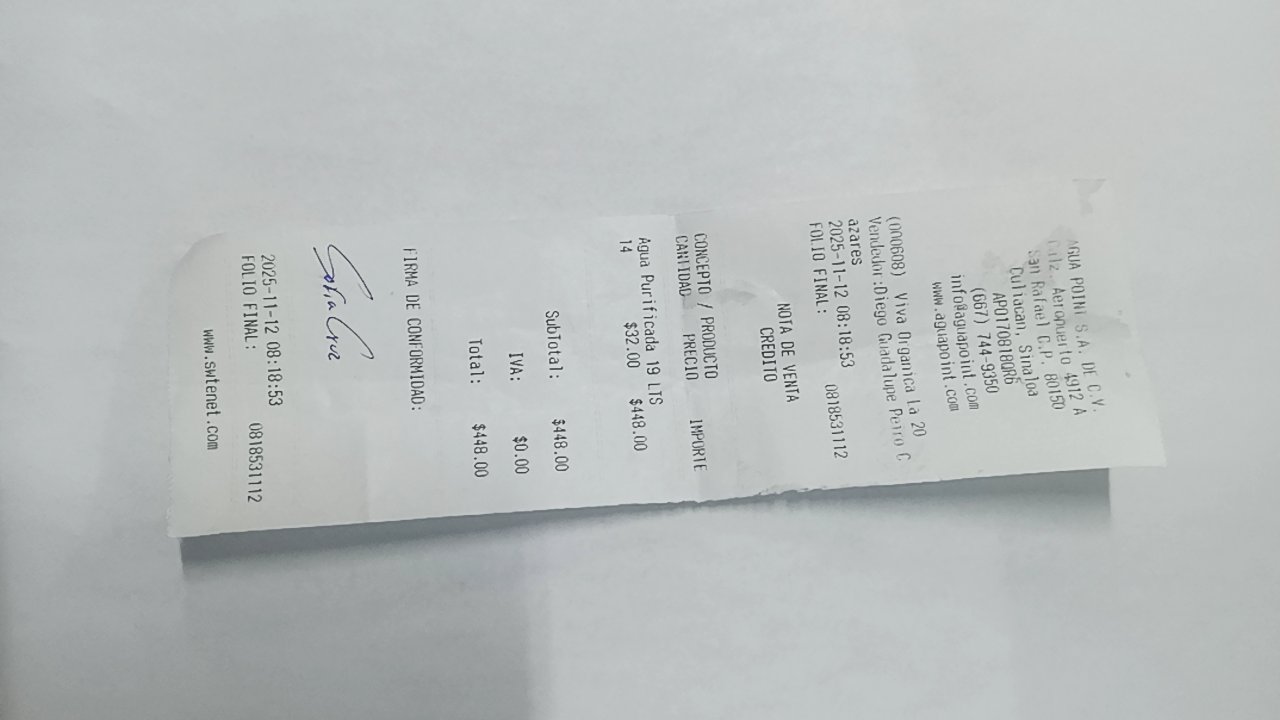 AGUA POINT S.A. DE C.V.
Calz. Aeropuerto 4912 A
San Rafael C.P. 80150
Culiacan, Sinaloa
APO170818QR6
(667) 744-9350
info@aguapoint.com
www.aguapoint.com
(000608) Viva Organica la 20
Vendedor:Diego Guadalupe Peiro C
azares
2025-11-12 08:18:53
FOLIO FINAL: 0818531112
NOTA DE VENTA
CREDITO
CONCEPTO / PRODUCTO
CANTIDAD PRECIO IMPORTE
Agua Purificada 19 LTS
14 $32.00 $448.00
SubTotal: $448.00
IVA: $0.00
Total: $448.00
FIRMA DE CONFORMIDAD:
Sofia Cruz
2025-11-12 08:18:53
FOLIO FINAL: 0818531112
www.swtenet.com